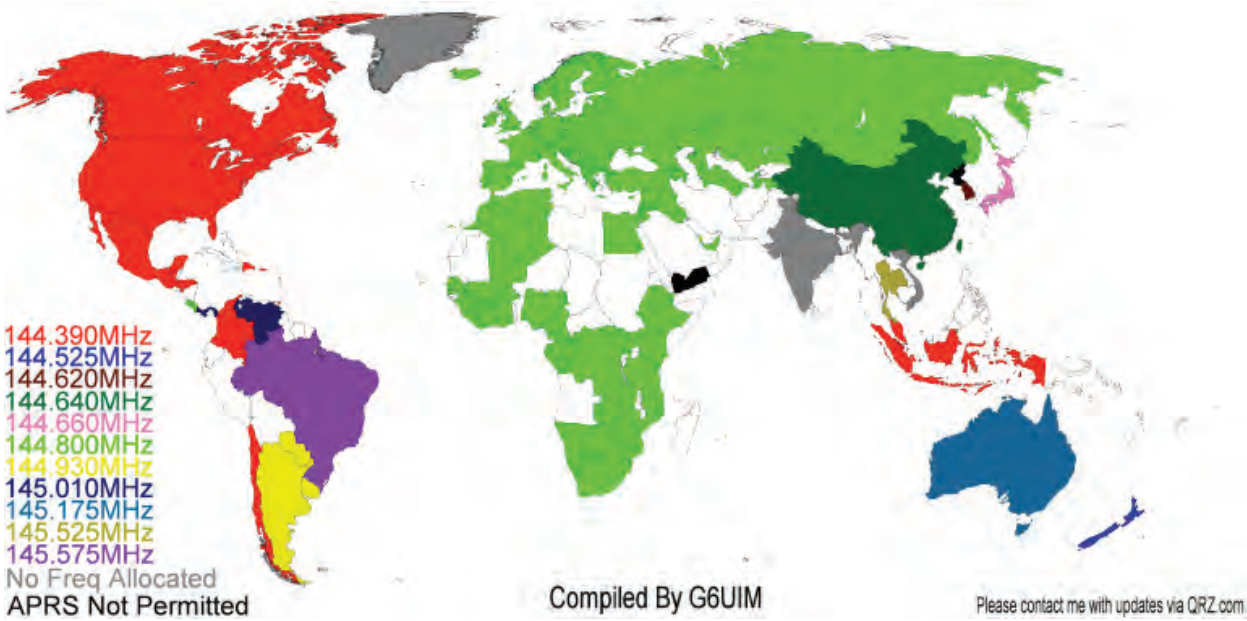 144.390MHz
144.525MHz
144.620MHz
144.640MHz
144.660MHz
144.800MHz
144.930MHz
145.010MHz
145.175MHz
145.525MHz
145.575MHz
No Freq Allocated
APRS Not Permitted
Compiled By G6UIM
Please contact me with updates via QRZ.com